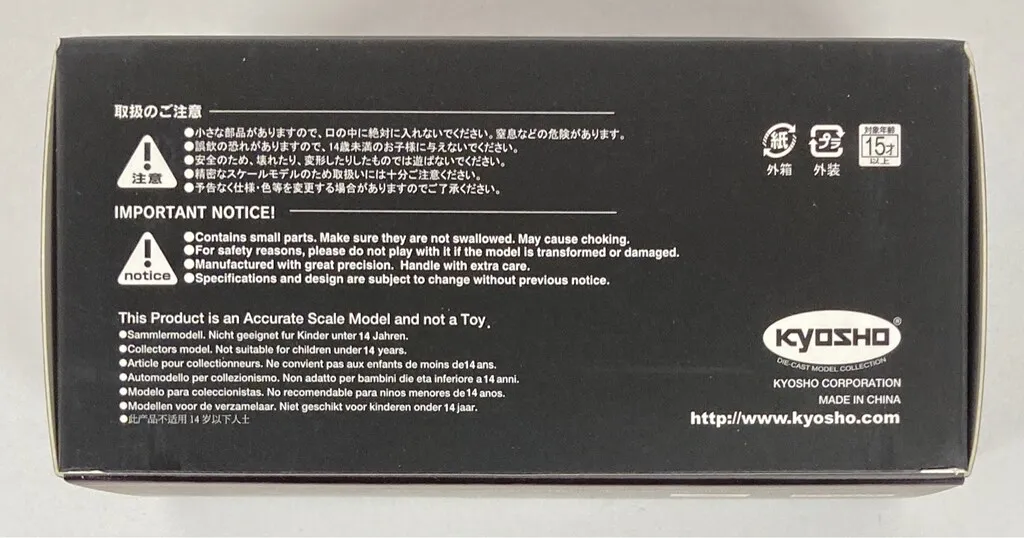 取扱のご注意
注意
●小さな部品がありますので、口の中に絶対に入れないでください。窒息などの危険があります。
●誤飲の恐れがありますので、14歳未満のお子様に与えないでください。
●安全のため、壊れたり、変形したりしたものでは遊ばないでください。
●精密なスケールモデルのため取扱いには十分ご注意ください。
●予告なく仕様・色等を変更する場合がありますのでご了承ください。
紙
外箱
プラ
外装
対象年齢
15才
以上
IMPORTANT NOTICE!
notice
●Contains small parts. Make sure they are not swallowed. May cause choking.
●For safety reasons, please do not play with it if the model is transformed or damaged.
●Manufactured with great precision. Handle with extra care.
●Specifications and design are subject to change without previous notice.
This Product is an Accurate Scale Model and not a Toy.
●Sammlermodell. Nicht geeignet fur Kinder unter 14 Jahren.
●Collectors model. Not suitable for children under 14 years.
●Article pour collectionneurs. Ne convient pas aux enfants de moins de14 ans.
●Automodello per collezionismo. Non adatto per bambini die eta inferiore a 14 anni.
●Modelo para coleccionistas. No recomendable para ninos menores de14 anos.
●Modellen voor de verzamelaar. Niet geschikt voor kinderen onder 14 jaar.
●此产品不适用 14 岁以下人士
KYOSHO®
DIE-CAST MODEL COLLECTION
KYOSHO CORPORATION
MADE IN CHINA
http://www.kyosho.com